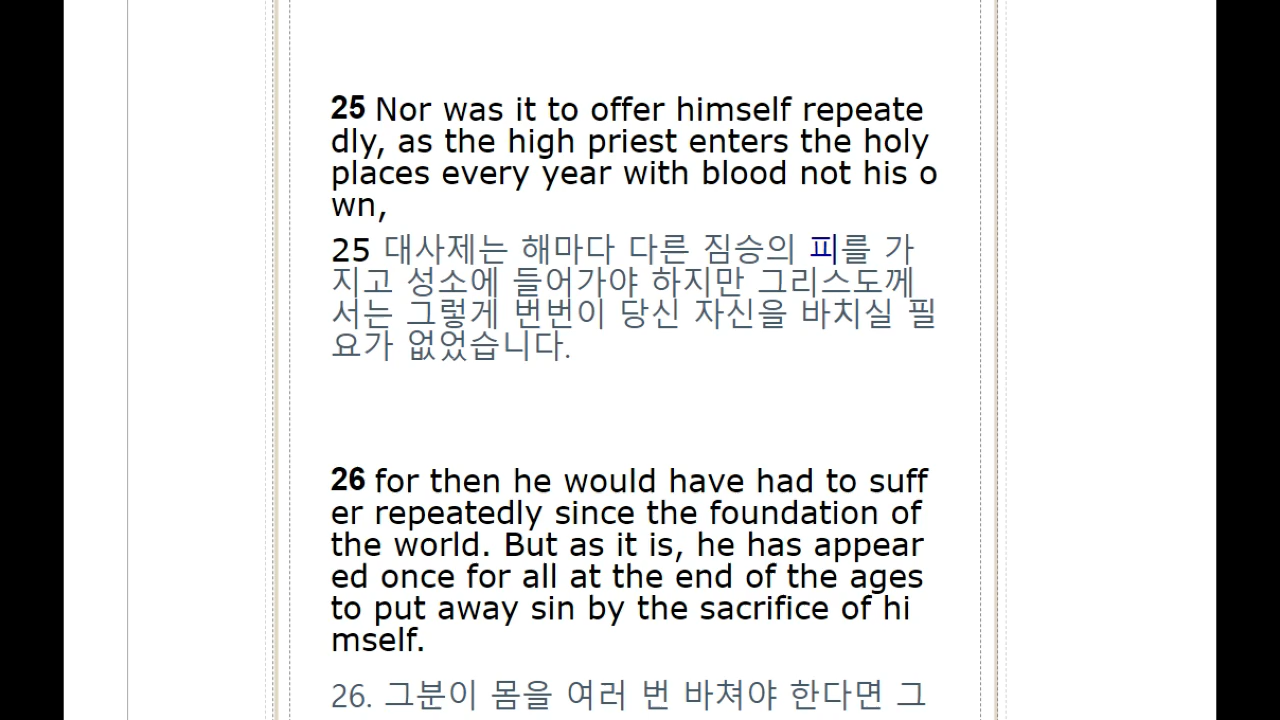 25 Nor was it to offer himself repeate
dly, as the high priest enters the holy
places every year with blood not his o
wn,
25 대사제는 해마다 다른 짐승의 피를 가
지고 성소에 들어가야 하지만 그리스도께
서는 그렇게 번번이 당신 자신을 바치실 필
요가 없었습니다.
26 for then he would have had to suff
er repeatedly since the foundation of
the world. But as it is, he has appear
ed once for all at the end of the ages
to put away sin by the sacrifice of hi
mself.
26. 그분이 몸을 여러 번 바쳐야 한다면 그